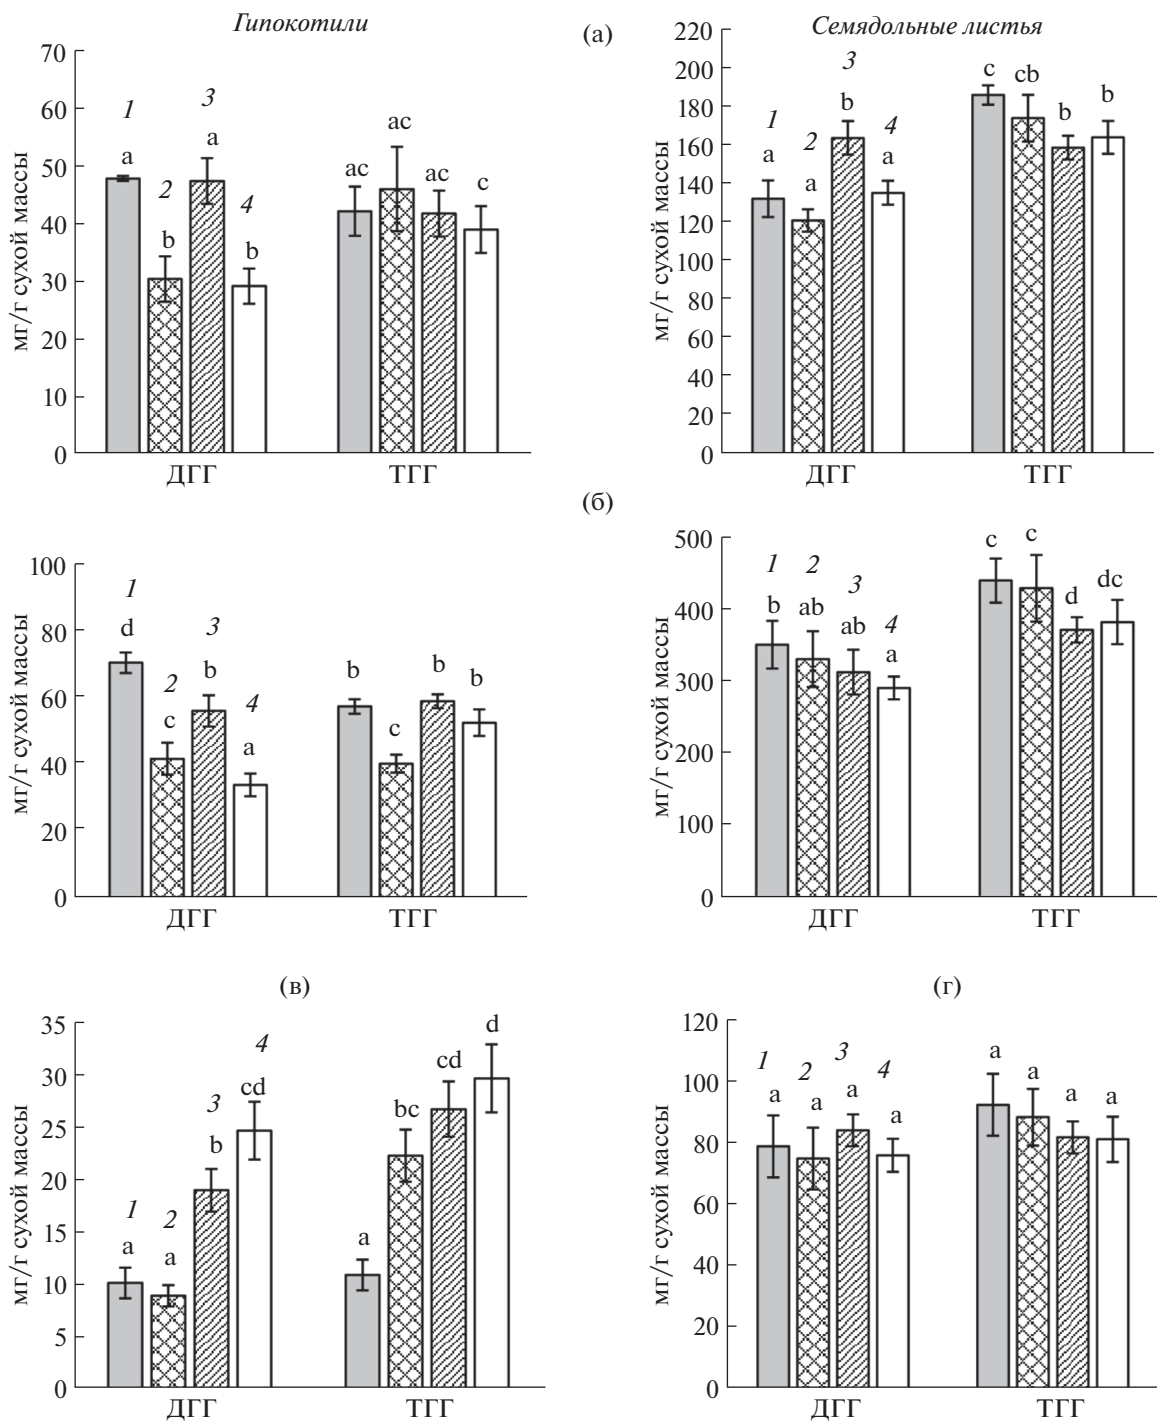 Гипокотили
(а)
Семядольные листья
мг/г сухой массы
70
60
50
40
30
20
10
0
1
a
2
b
3
a
4
b
ac
ac
ac
c
ДГГ
ТГГ
мг/г сухой массы
220
200
180
160
140
120
100
80
60
40
20
0
1
a
2
a
3
b
4
a
c
cb
b
b
ДГГ
ТГГ
(б)
мг/г сухой массы
100
80
60
40
20
0
1
d
2
c
3
b
4
a
b
c
b
b
ДГГ
ТГГ
мг/г сухой массы
500
400
300
200
100
0
1
b
2
ab
3
ab
4
a
c
c
d
dc
ДГГ
ТГГ
(в)
мг/г сухой массы
35
30
25
20
15
10
5
0
1
a
2
a
3
b
4
cd
a
bc
cd
d
ДГГ
ТГГ
(г)
мг/г сухой массы
120
100
80
60
40
20
0
1
a
2
a
3
a
4
a
a
a
a
a
ДГГ
ТГГ